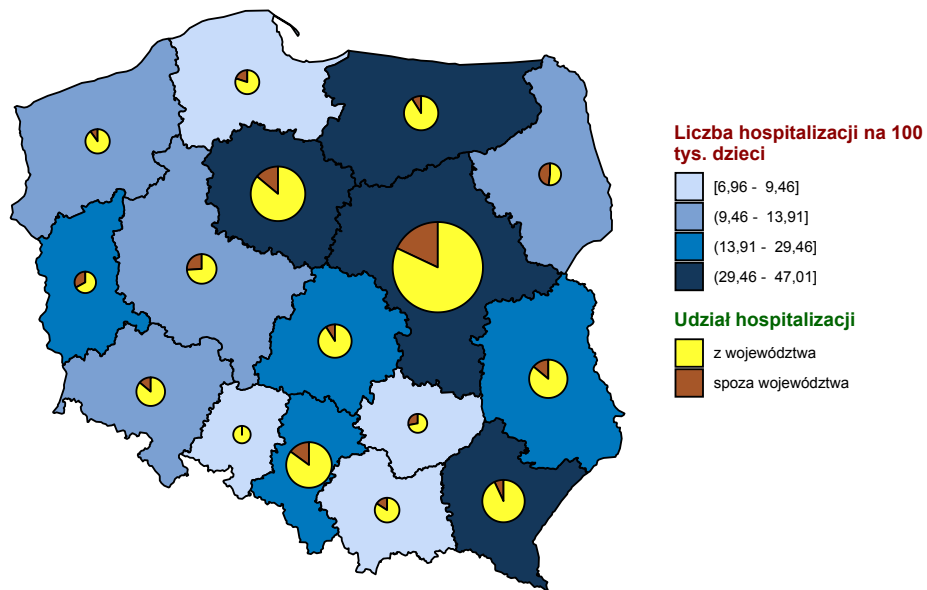 Liczba hospitalizacji na 100
tys. dzieci
[6,96 - 9,46]
(9,46 - 13,91]
(13,91 - 29,46]
(29,46 - 47,01]
Udział hospitalizacji
z województwa
spoza województwa